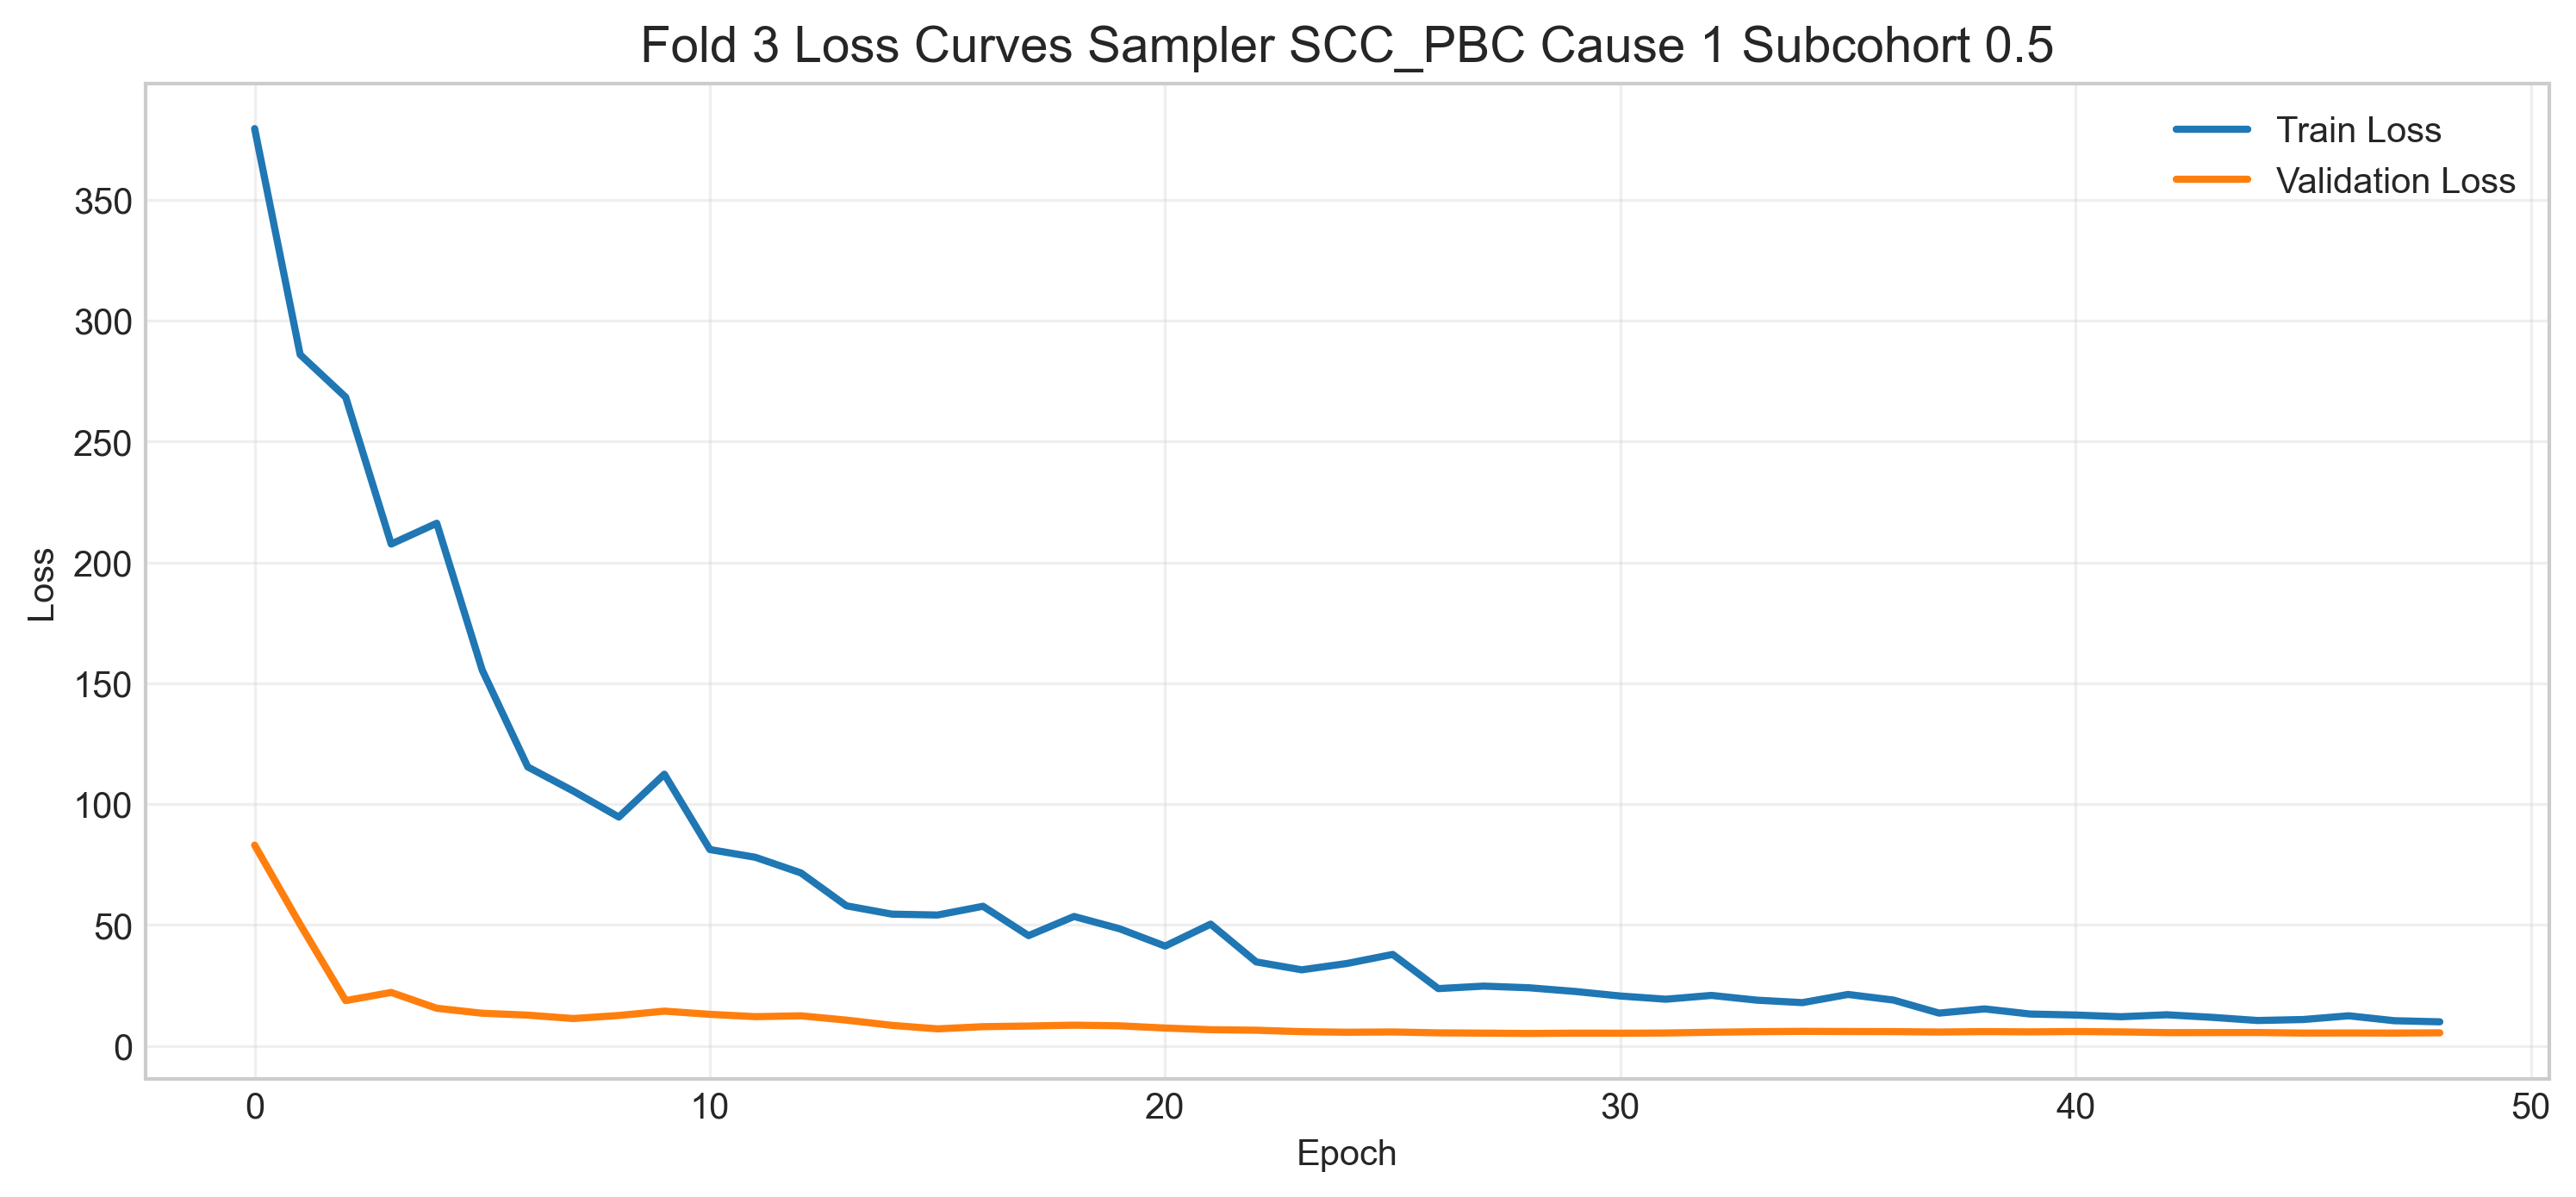 Fold 3 Loss Curves Sampler SCC_PBC Cause 1 Subcohort 0.5
Train Loss
Validation Loss
350
300
250
200
150
100
50
0
Loss
0 10 20 30 40 50
Epoch